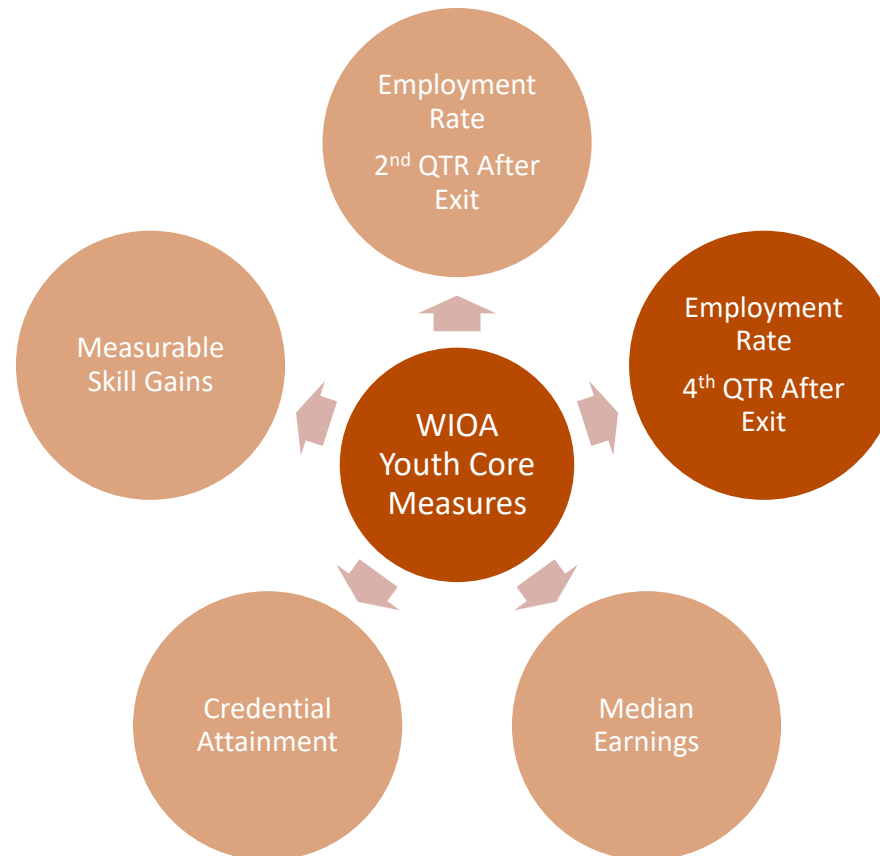 Employment
Rate
2nd QTR After
Exit
Employment
Rate
4th QTR After
Exit
Measurable
Skill Gains
WIOA
Youth Core
Measures
Credential
Attainment
Median
Earnings